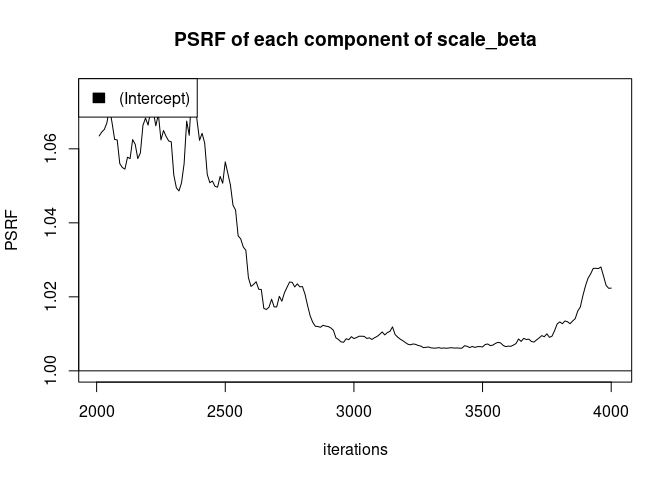 PSRF of each component of scale_beta
(Intercept)
PSRF
1.06
1.04
1.02
1.00
2000 2500 3000 3500 4000
iterations